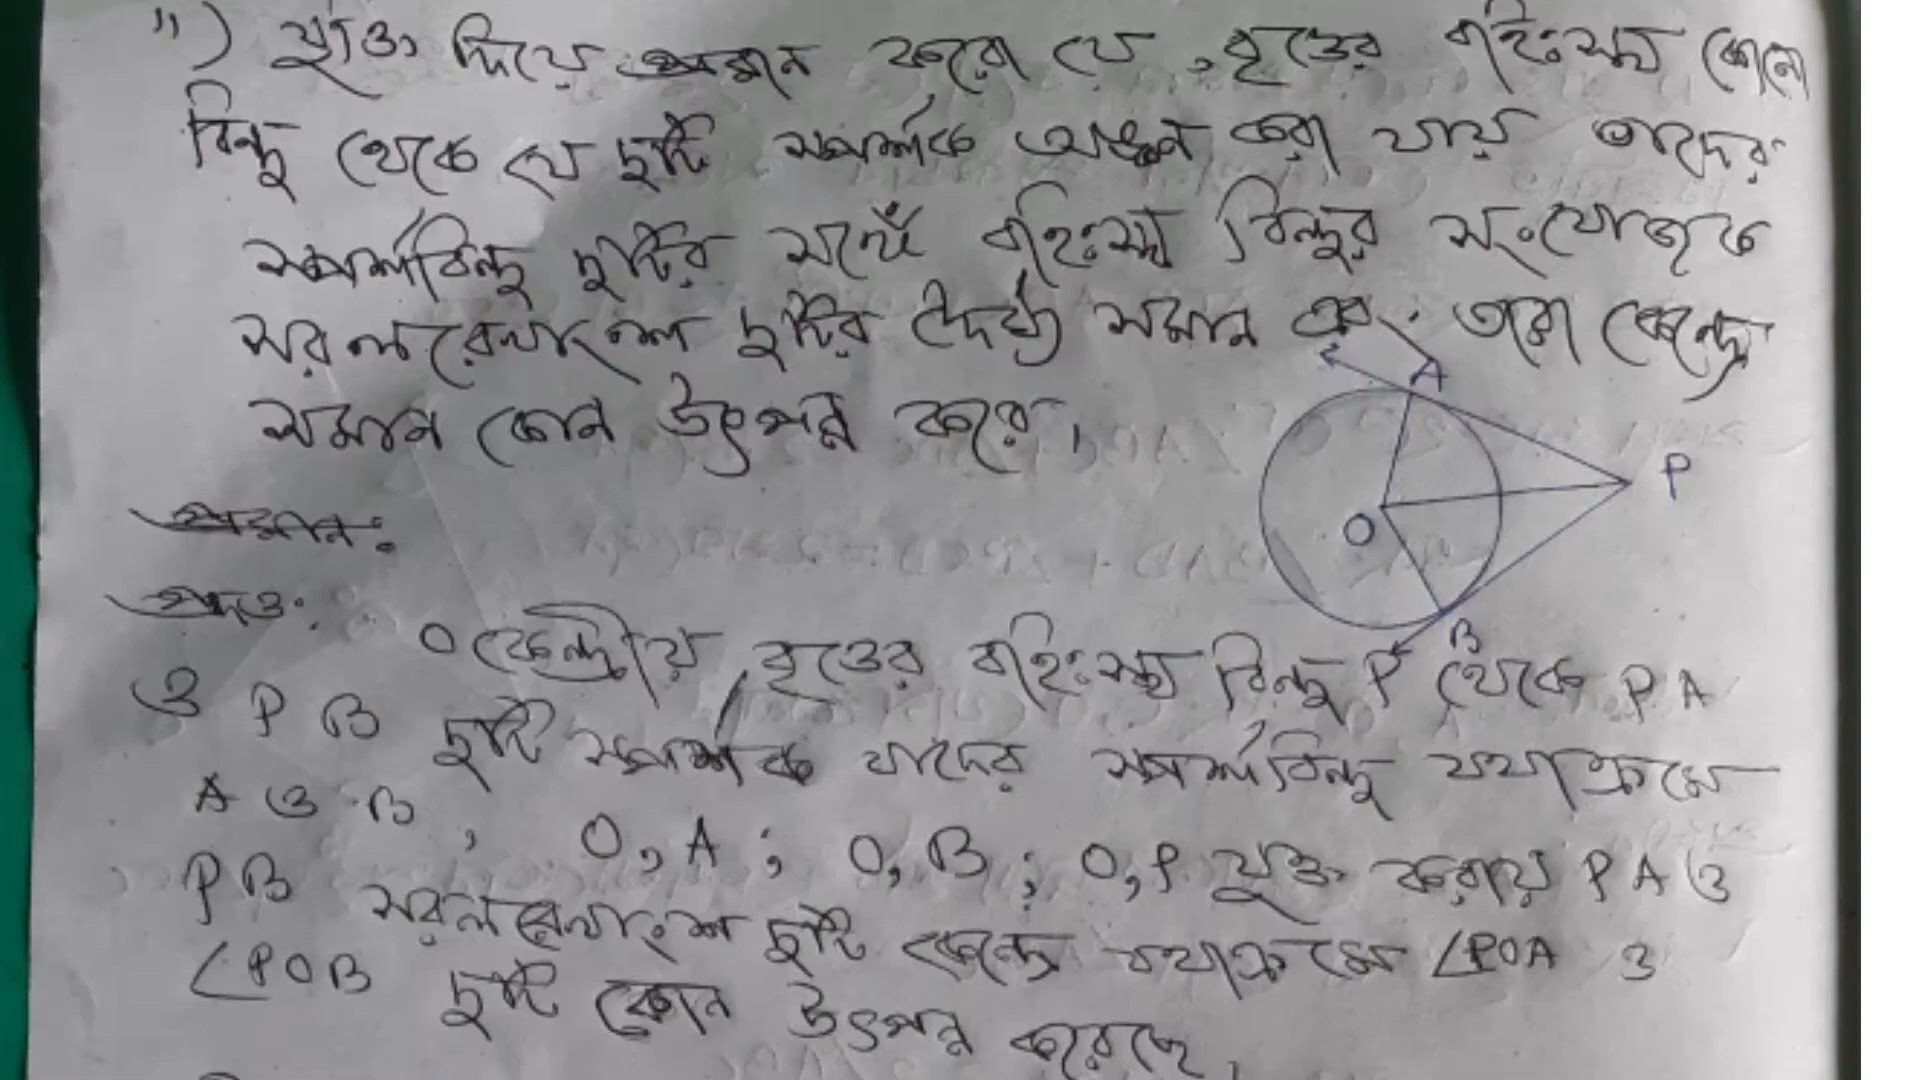 11) যুক্তি দিয়ে প্রমান করো যে, বৃত্তের বহিঃস্থ কোনো
বিন্দু থেকে যে দুটি স্পর্শক অঙ্কন করা যায় তাদের
স্পর্শবিন্দু দুটির সঙ্গে বহিঃস্থ বিন্দুর সংযোজক
সরলরেখাংশ দুটির দৈর্ঘ্য সমান এবং তারা কেন্দ্রে
সমান কোন উৎপন্ন করে।
A
P
O
B
প্রমান:
প্রদত্ত:
O কেন্দ্রীয় বৃত্তের বহিঃস্থ বিন্দু P থেকে PA
ও PB দুটি স্পর্শক যাদের স্পর্শবিন্দু যথাক্রমে
A ও B, O,A; O,B; O,P যুক্ত করায় PA ও
PB সরলরেখাংশ দুটি কেন্দ্রে যথাক্রমে ∠POA ও
∠POB দুটি কোন উৎপন্ন করেছে।